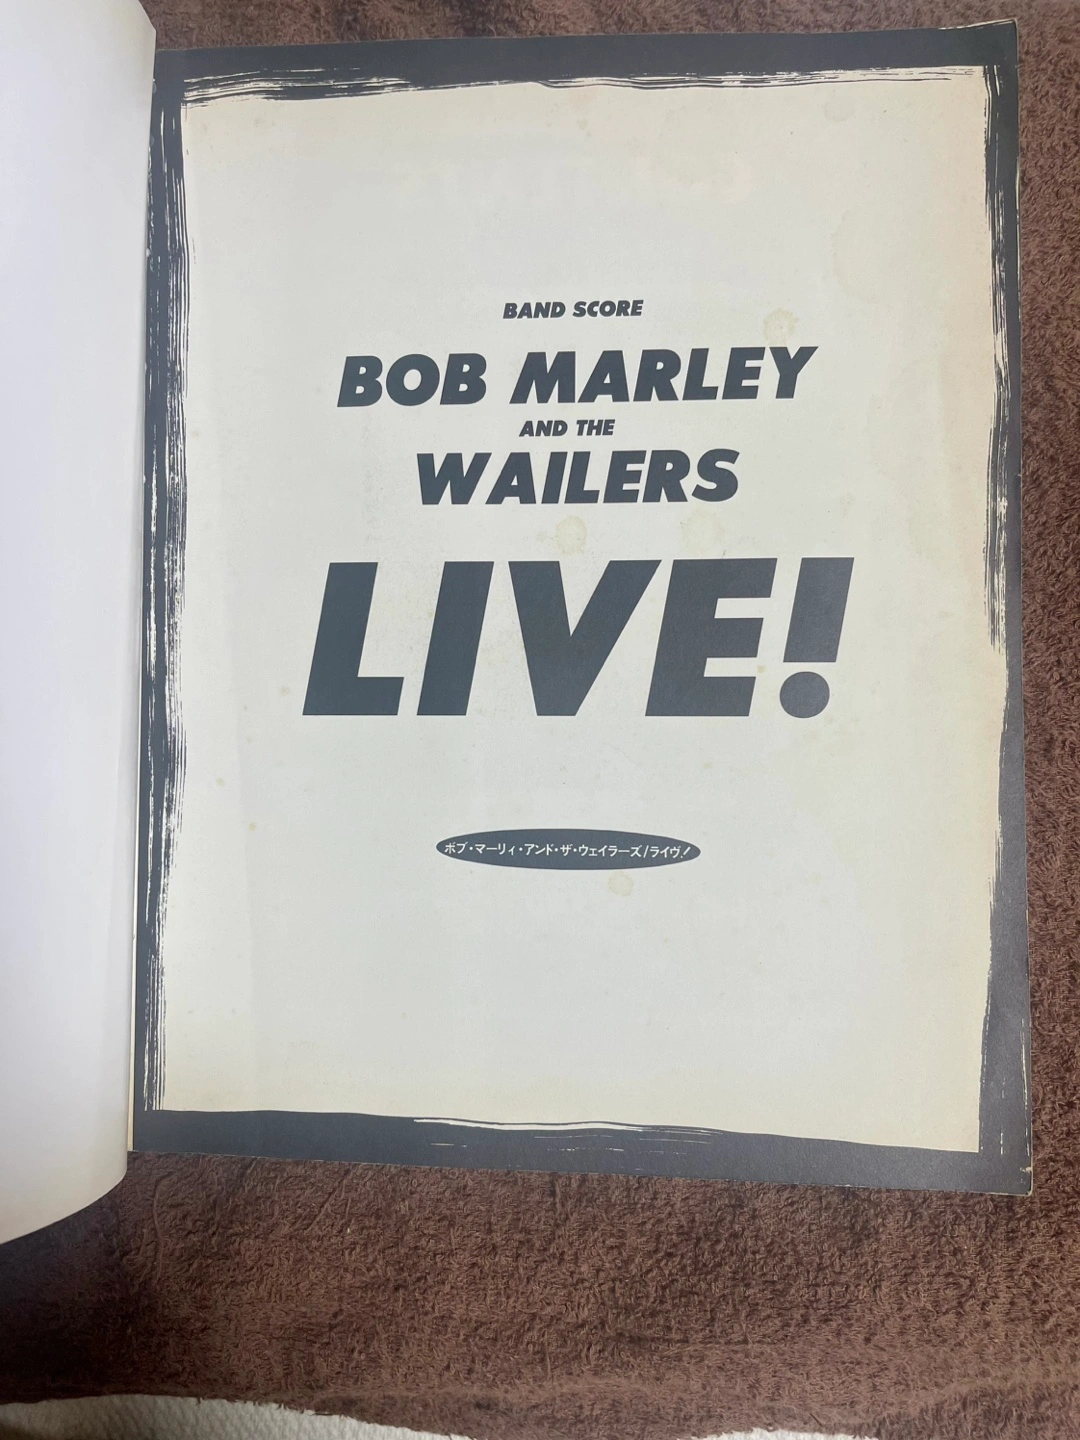 BAND SCORE
BOB MARLEY
AND THE
WAILERS
LIVE!
ボブ・マーリィ・アンド・ザ・ウェイラーズ/ライヴ!